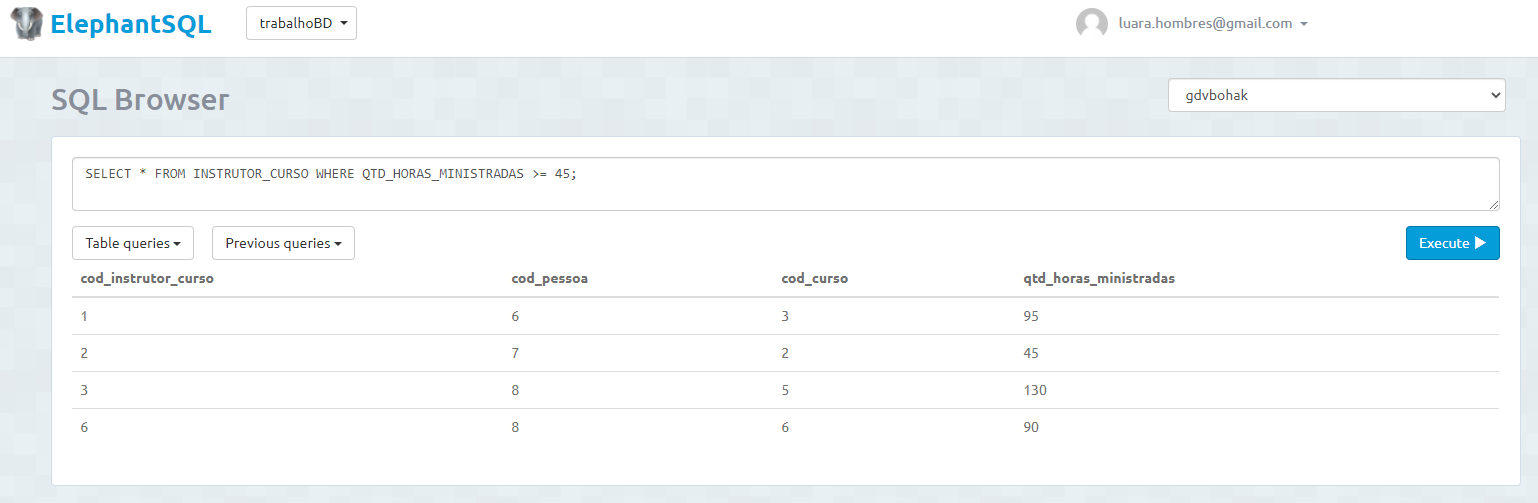 ElephantSQL trabalhoBD luara.hombres@gmail.com
SQL Browser gdvbohak
SELECT * FROM INSTRUTOR_CURSO WHERE QTD_HORAS_MINISTRADAS >= 45;
Table queries Previous queries Execute
cod_instrutor_curso cod_pessoa cod_curso qtd_horas_ministradas
1 6 3 95
2 7 2 45
3 8 5 130
6 8 6 90